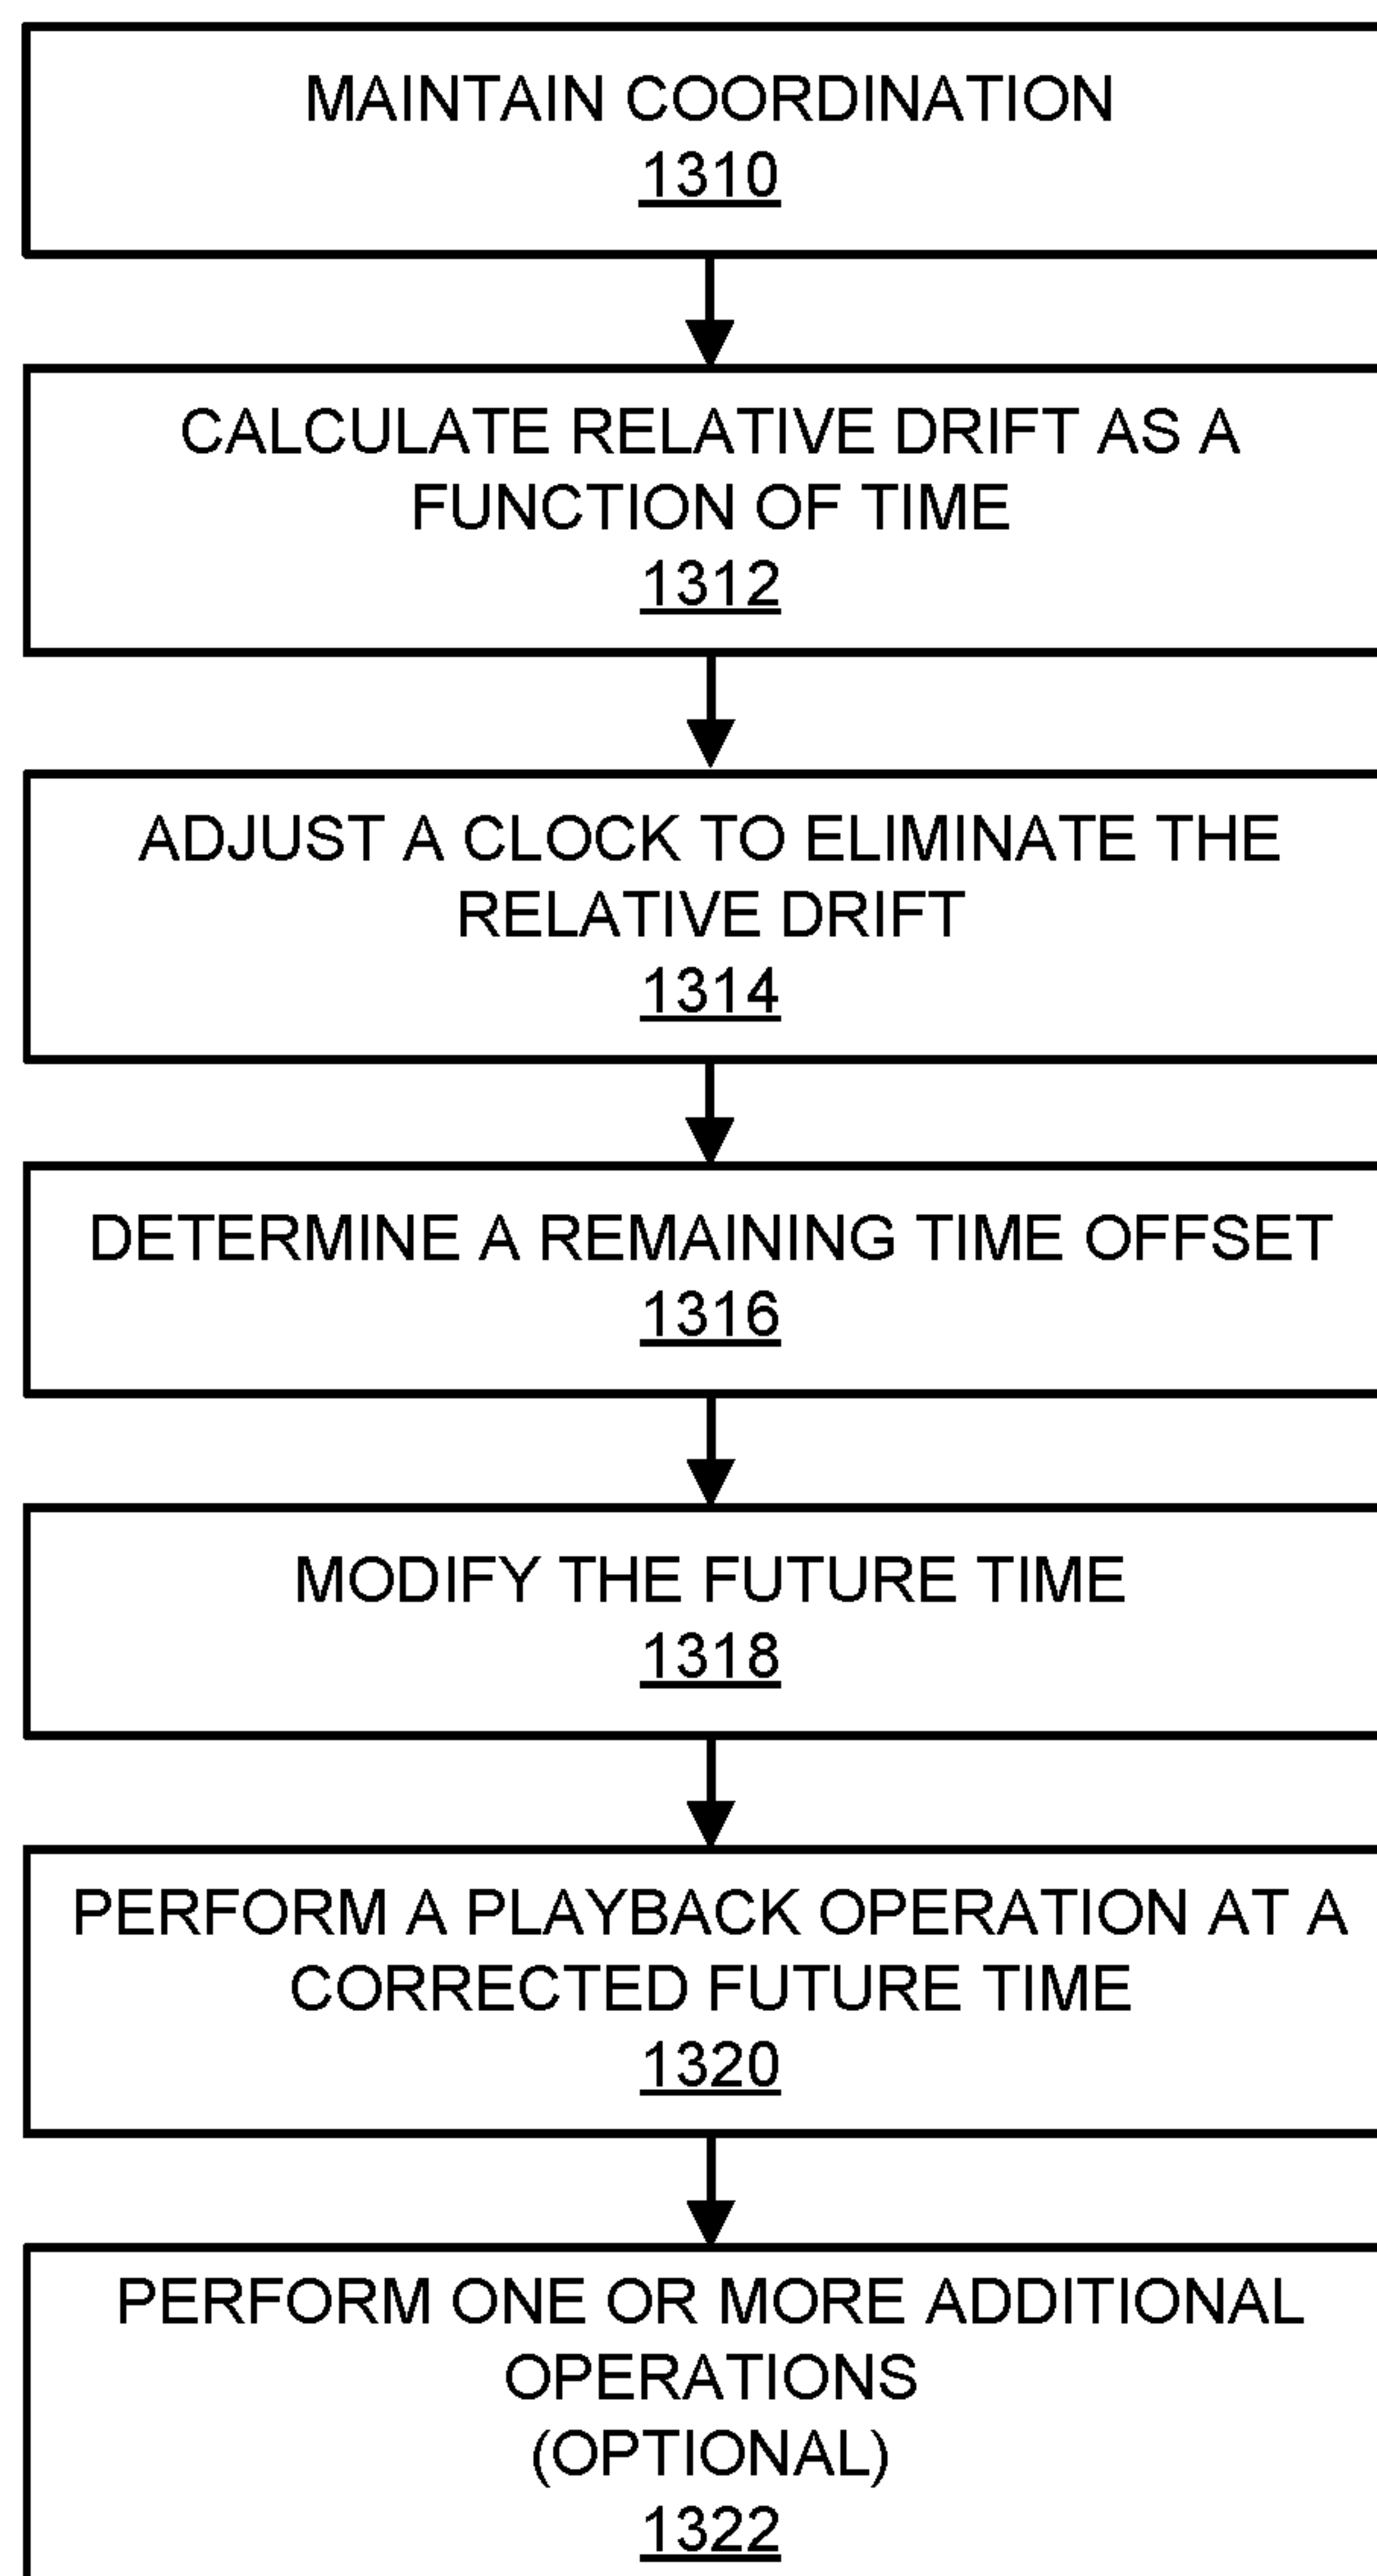 MAINTAIN COORDINATION
1310
CALCULATE RELATIVE DRIFT AS A
FUNCTION OF TIME
1312
ADJUST A CLOCK TO ELIMINATE THE
RELATIVE DRIFT
1314
DETERMINE A REMAINING TIME OFFSET
1316
MODIFY THE FUTURE TIME
1318
PERFORM A PLAYBACK OPERATION AT A
CORRECTED FUTURE TIME
1320
PERFORM ONE OR MORE ADDITIONAL
OPERATIONS
(OPTIONAL)
1322